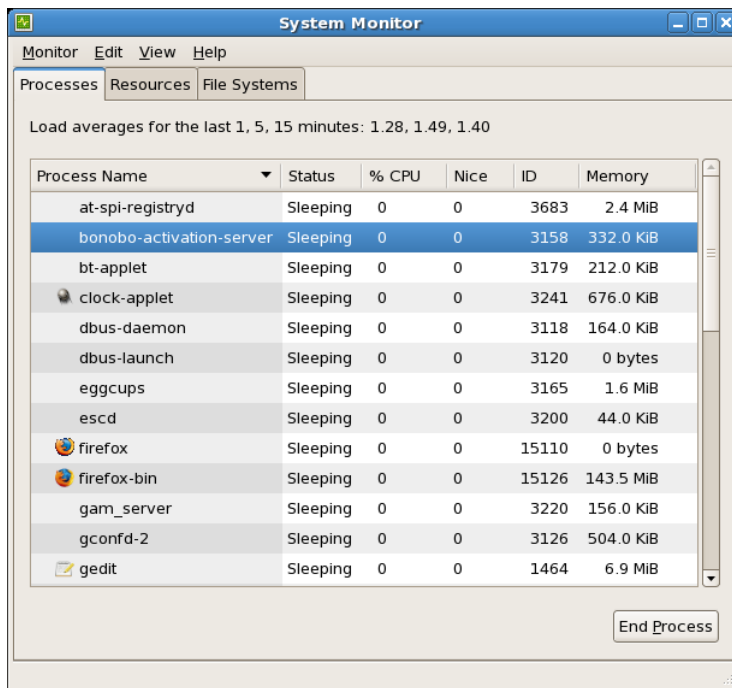 System Monitor
Monitor Edit View Help
Processes Resources File Systems
Load averages for the last 1, 5, 15 minutes: 1.28, 1.49, 1.40
Process Name Status % CPU Nice ID Memory
at-spi-registryd Sleeping 0 0 3683 2.4 MiB
bonobo-activation-server Sleeping 0 0 3158 332.0 KiB
bt-applet Sleeping 0 0 3179 212.0 KiB
clock-applet Sleeping 0 0 3241 676.0 KiB
dbus-daemon Sleeping 0 0 3118 164.0 KiB
dbus-launch Sleeping 0 0 3120 0 bytes
eggcups Sleeping 0 0 3165 1.6 MiB
escd Sleeping 0 0 3200 44.0 KiB
firefox Sleeping 0 0 15110 0 bytes
firefox-bin Sleeping 0 0 15126 143.5 MiB
gam_server Sleeping 0 0 3220 156.0 KiB
gconfd-2 Sleeping 0 0 3126 504.0 KiB
gedit Sleeping 0 0 1464 6.9 MiB
End Process